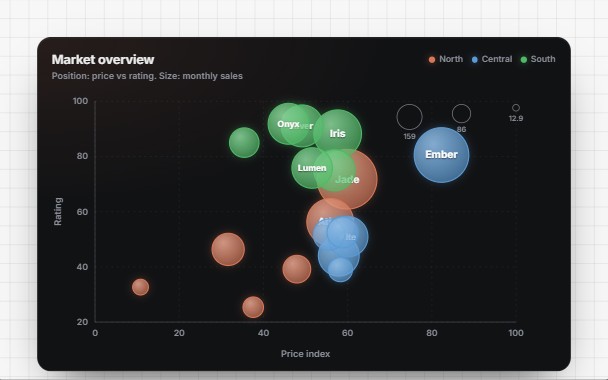 Market overview
Position: price vs rating. Size: monthly sales
North
Central
South
100
80
60
40
20
Rating
0
20
40
60
80
100
Price index
159
86
12.9
Onyx
Iris
Lumen
Jade
Ember